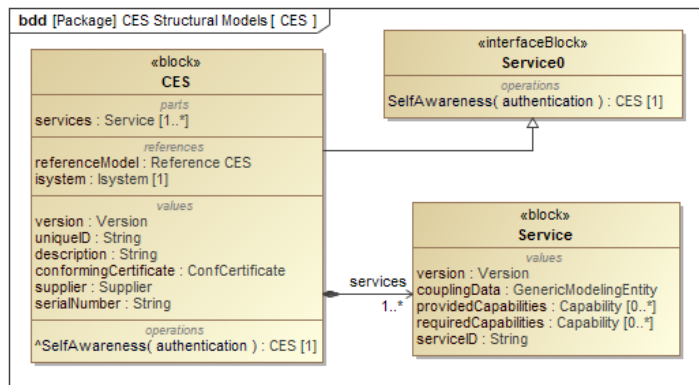 bdd [Package] CES Structural Models [ CES ]
«block»
CES
parts
services : Service [1..*]
references
referenceModel : Reference CES
isystem : Isystem [1]
values
version : Version
uniqueID : String
description : String
conformingCertificate : ConfCertificate
supplier : Supplier
serialNumber : String
operations
^SelfAwareness( authentication ) : CES [1]
«interfaceBlock»
Service0
operations
SelfAwareness( authentication ) : CES [1]
services
1..*
«block»
Service
values
version : Version
couplingData : GenericModelingEntity
providedCapabilities : Capability [0..*]
requiredCapabilities : Capability [0..*]
serviceID : String